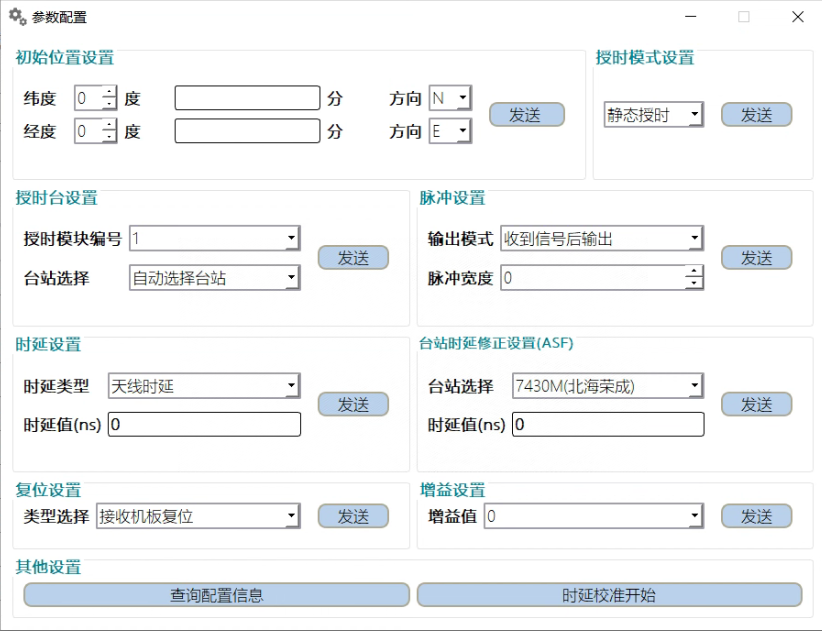 参数配置
初始位置设置
纬度 0 度 分 方向 N
经度 0 度 分 方向 E
发送
授时模式设置
静态授时 发送
授时台设置
授时模块编号 1
台站选择 自动选择台站
发送
脉冲设置
输出模式 收到信号后输出
脉冲宽度 0
发送
时延设置
时延类型 天线时延
时延值(ns) 0
发送
台站时延修正设置(ASF)
台站选择 7430M(北海荣成)
时延值(ns) 0
发送
复位设置
类型选择 接收机板复位 发送
增益设置
增益值 0 发送
其他设置
查询配置信息 时延校准开始